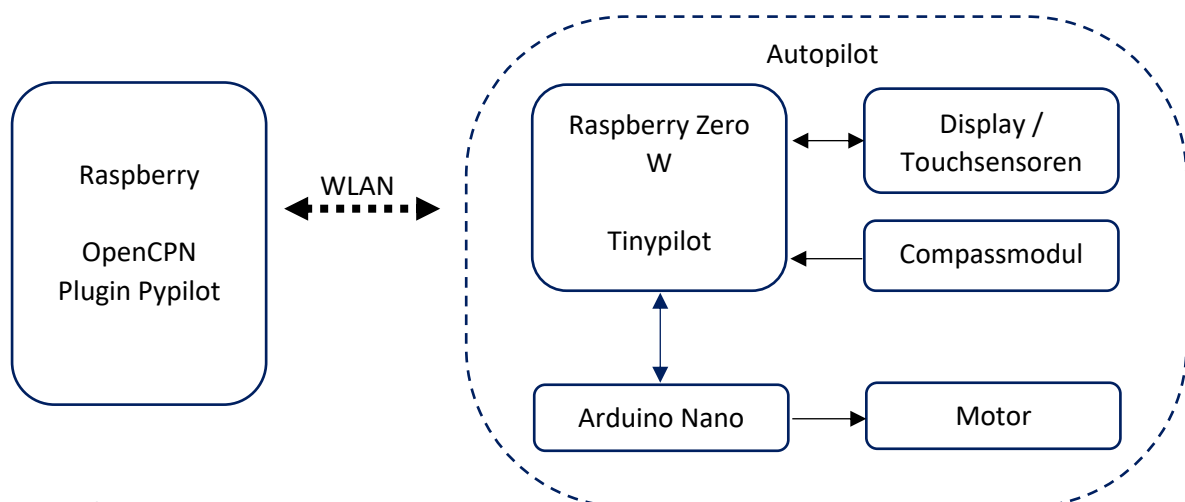 Autopilot
Raspberry
OpenCPN
Plugin Pypilot
WLAN
Raspberry Zero
W
Tinypilot
Display /
Touchsensoren
Compassmodul
Arduino Nano
Motor